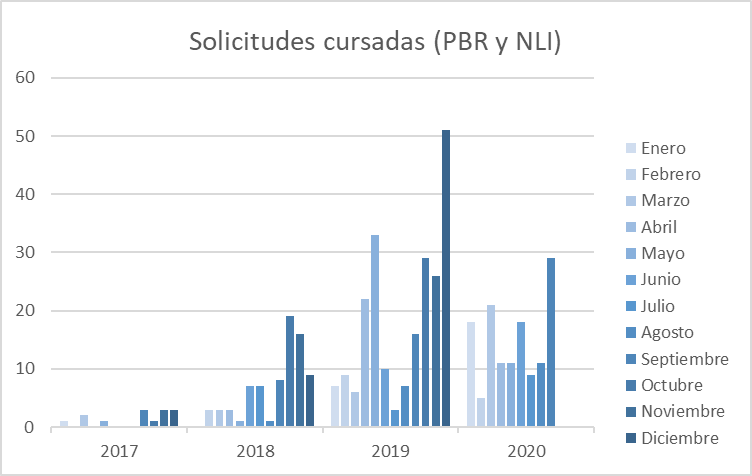 Solicitudes cursadas (PBR y NLI)
60
50
40
30
20
10
0
2017
2018
2019
2020
Enero
Febrero
Marzo
Abril
Mayo
Junio
Julio
Agosto
Septiembre
Octubre
Noviembre
Diciembre